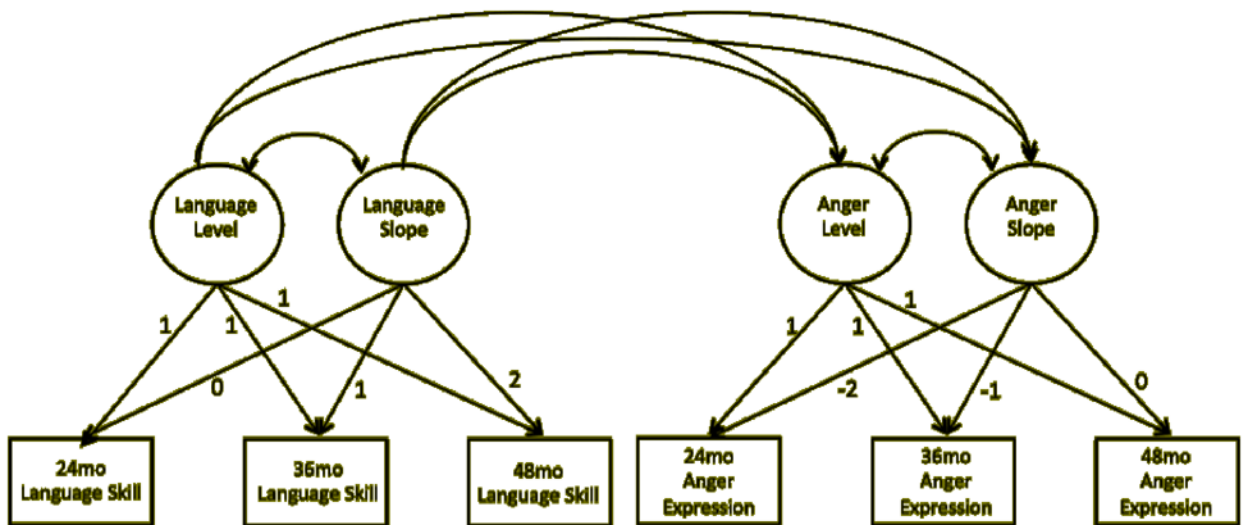 Language
Level
Language
Slope
Anger
Level
Anger
Slope
1
1
1
0
1
2
1
1
1
-2
-1
0
24mo
Language Skill
36mo
Language Skill
48mo
Language Skill
24mo
Anger
Expression
36mo
Anger
Expression
48mo
Anger
Expression